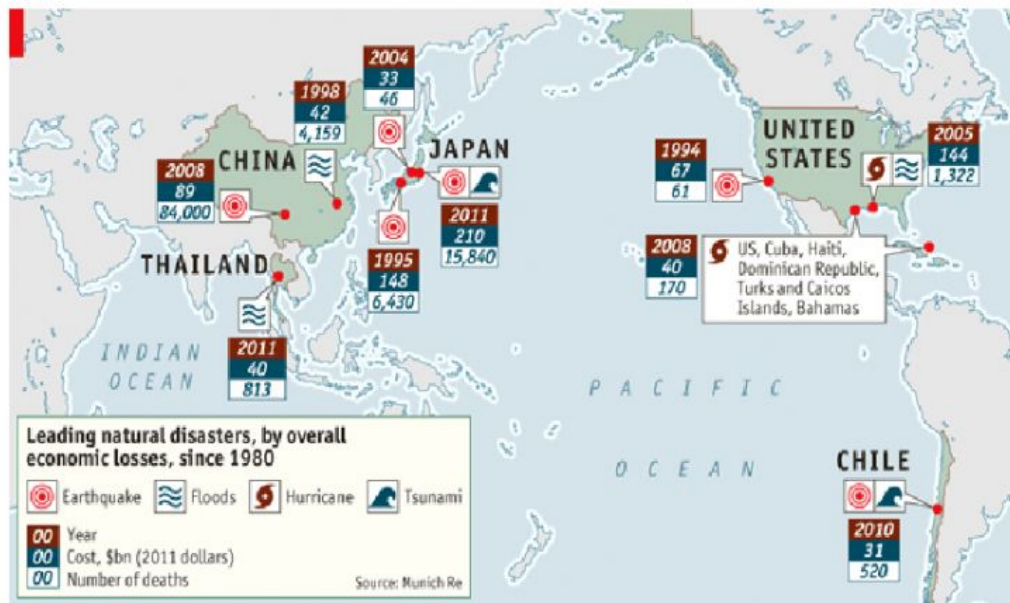 2004
33
46
1998
42
4,159
CHINA
2008
89
84,000
JAPAN
2011
210
15,840
1995
148
6,430
THAILAND
2011
40
813
INDIAN
OCEAN
UNITED
STATES
2005
144
1,322
1994
67
61
2008
40
170
US, Cuba, Haiti,
Dominican Republic,
Turks and Caicos
Islands, Bahamas
PACIFIC
OCEAN
CHILE
2010
31
520
Leading natural disasters, by overall
economic losses, since 1980
Earthquake Floods Hurricane Tsunami
00 Year
00 Cost, $bn (2011 dollars)
00 Number of deaths
Source: Munich Re